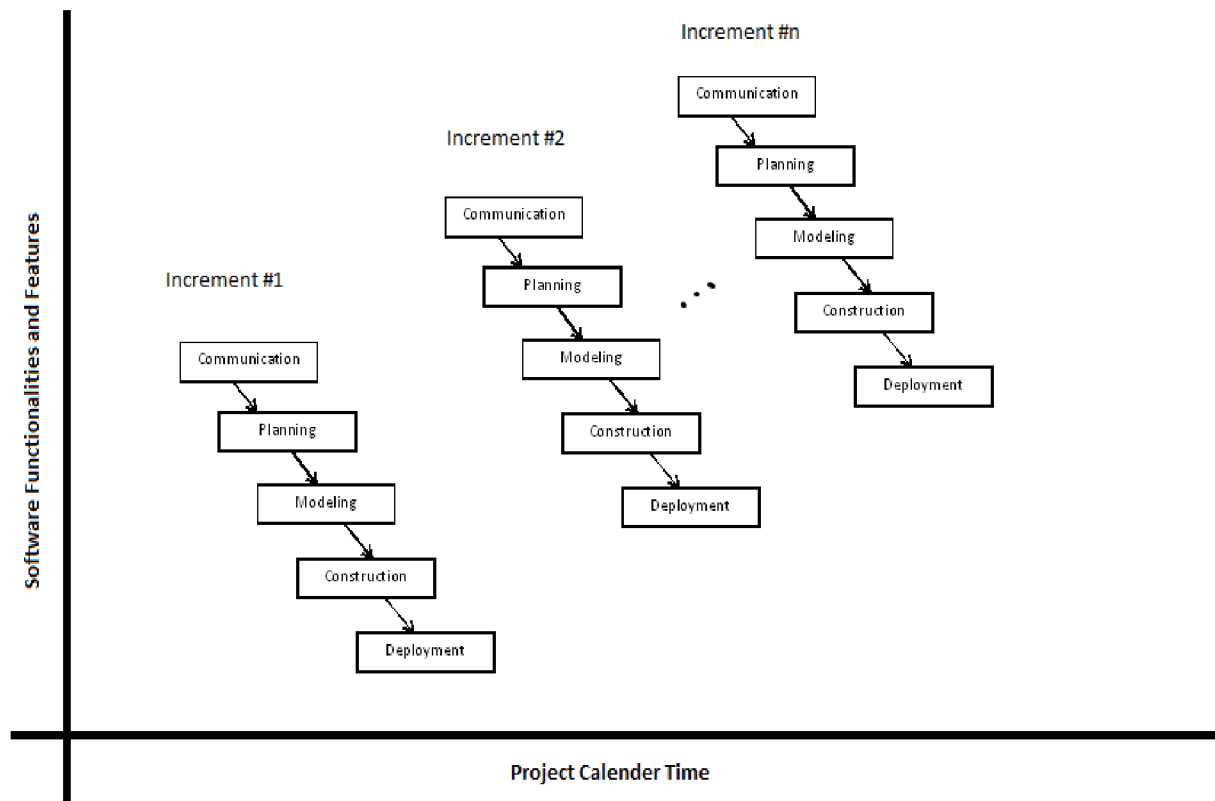 Increment #n
Communication
Planning
Modeling
Construction
Deployment
Increment #2
Communication
Planning
Modeling
Construction
Deployment
Increment #1
Communication
Planning
Modeling
Construction
Deployment
Software Functionalities and Features
Project Calender Time